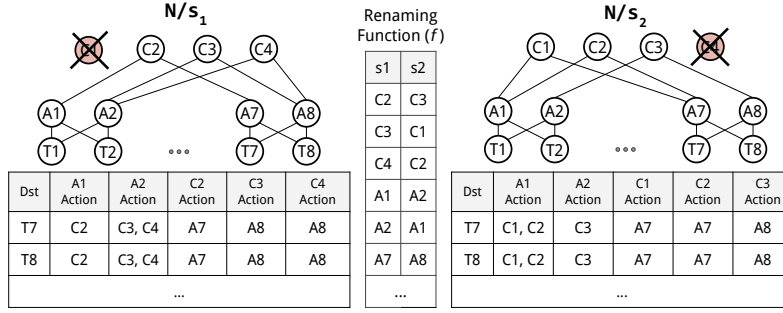 N/s1
C1 C2 C3 C4
A1 A2 A7 A8
T1 T2 ... T7 T8
Dst A1 Action A2 Action C2 Action C3 Action C4 Action
T7 C2 C3, C4 A7 A8 A8
T8 C2 C3, C4 A7 A8 A8
...
Renaming
Function (f)
s1 s2
C2 C3
C3 C1
C4 C2
A1 A2
A2 A1
A7 A8
...
N/s2
C1 C2 C3 C4
A1 A2 A7 A8
T1 T2 ... T7 T8
Dst A1 Action A2 Action C1 Action C2 Action C3 Action
T7 C1, C2 C3 A7 A7 A8
T8 C1, C2 C3 A7 A7 A8
...